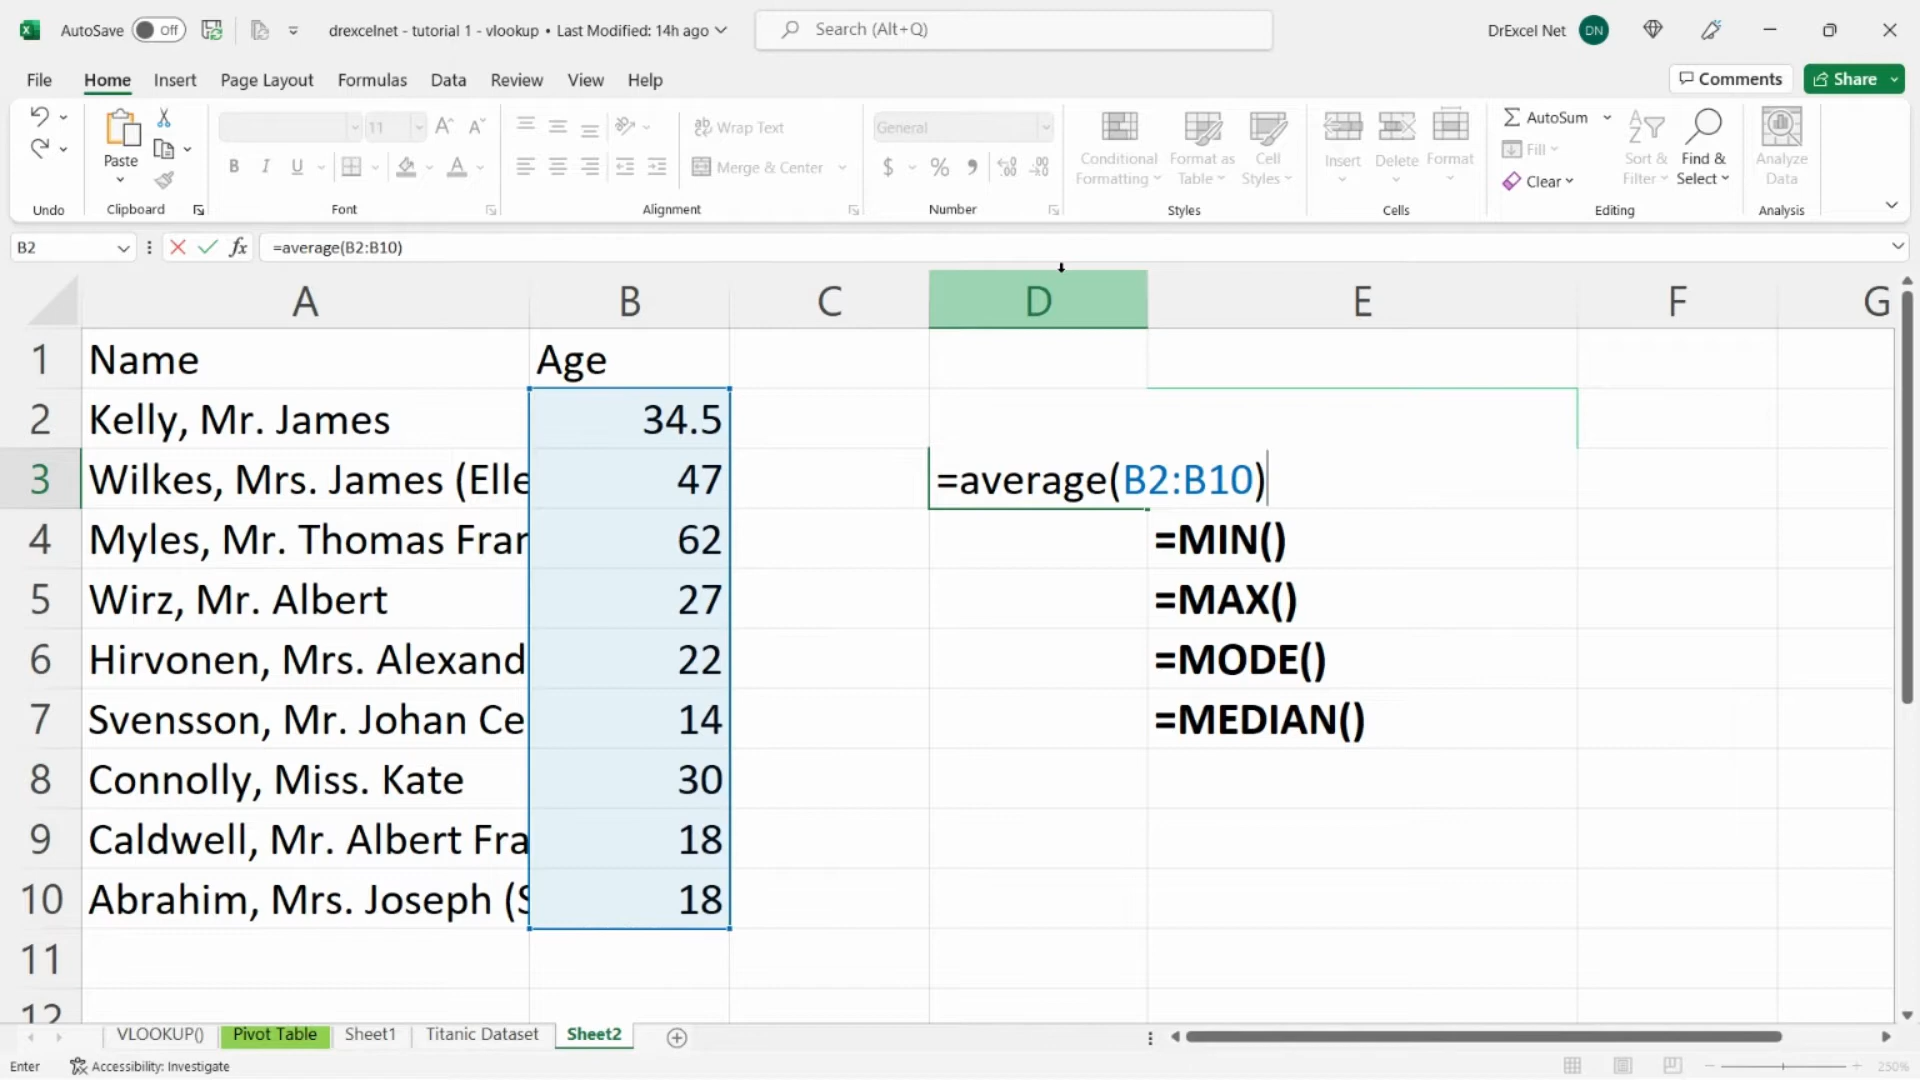 AutoSave Off drexcelnet - tutorial 1 - vlookup • Last Modified: 14h ago Search (Alt+Q) DrExcel Net DN
File Home Insert Page Layout Formulas Data Review View Help Comments Share
Paste 11 Wrap Text General Conditional Formatting Format as Table Cell Styles Insert Delete Format AutoSum Sort & Filter Find & Select Analyze Data
B I U Merge & Center $ % Fill
Clear
Undo Clipboard Font Alignment Number Styles Cells Editing Analysis
B2 fx =average(B2:B10)
A B C D E F G
1 Name Age
2 Kelly, Mr. James 34.5
3 Wilkes, Mrs. James (Elle 47 =average(B2:B10)
4 Myles, Mr. Thomas Fran 62 =MIN()
5 Wirz, Mr. Albert 27 =MAX()
6 Hirvonen, Mrs. Alexand 22 =MODE()
7 Svensson, Mr. Johan Ce 14 =MEDIAN()
8 Connolly, Miss. Kate 30
9 Caldwell, Mr. Albert Fra 18
10 Abrahim, Mrs. Joseph (S 18
11
12
VLOOKUP() Pivot Table Sheet1 Titanic Dataset Sheet2
Enter Accessibility: Investigate 250%